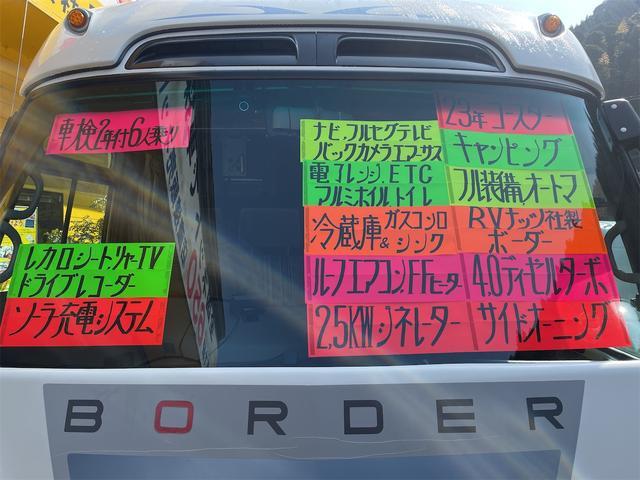 車検2年付6人乗り
レカロシート,リヤーTV
ドライブレコーダー
ソーラ充電システム
ナビ,フルセグテレビ
バックカメラエアーサス
電子レンジ,ETC
アルミホイルトイレ
冷蔵庫&ガスコンロ
シンク
ルーフエアコン,FFヒーター
2,5KWジネレーター
23年コースター
キャンピング
フル装備,オートマ
RVナッツ社製
ボーダー
4.0ディゼルターボ
サイドオーニング
BORDER